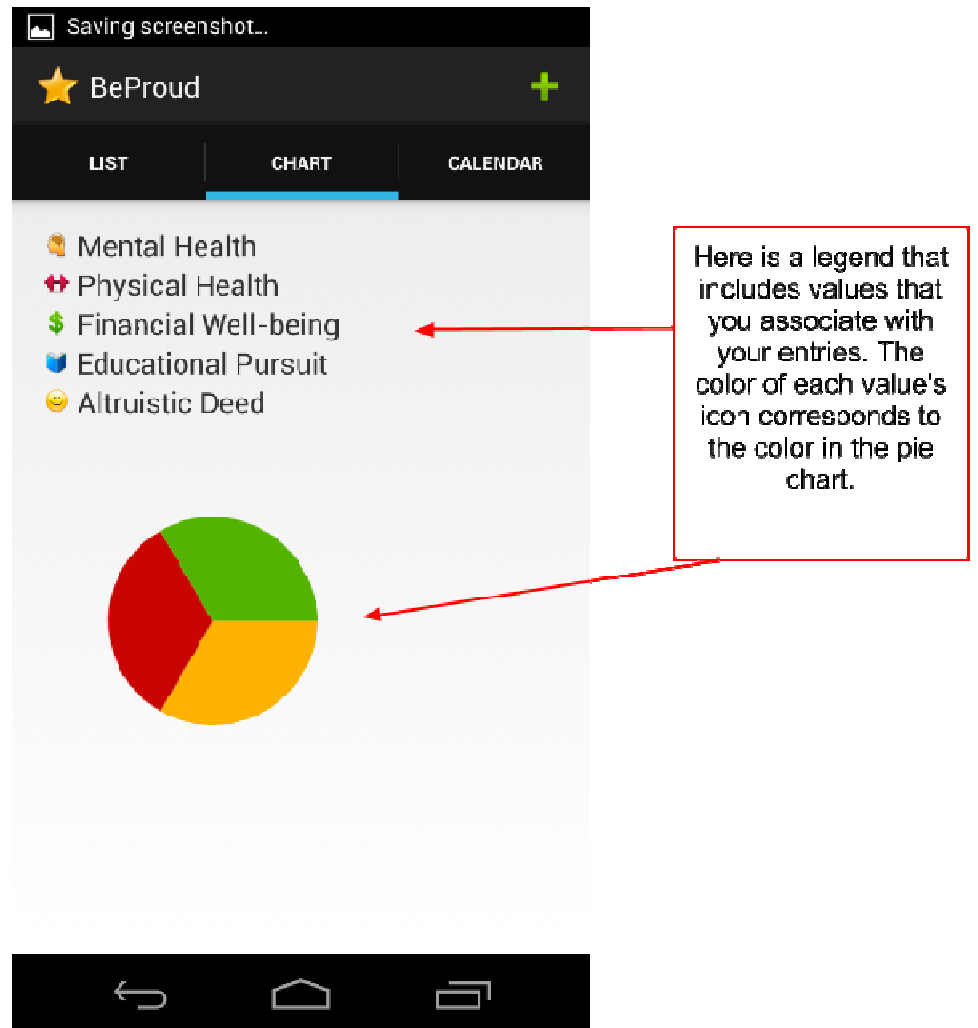 Saving screenshot...
BeProud
LIST CHART CALENDAR
Mental Health
Physical Health
Financial Well-being
Educational Pursuit
Altruistic Deed
Here is a legend that
includes values that
you associate with
your entries. The
color of each value's
icon corresponds to
the color in the pie
chart.